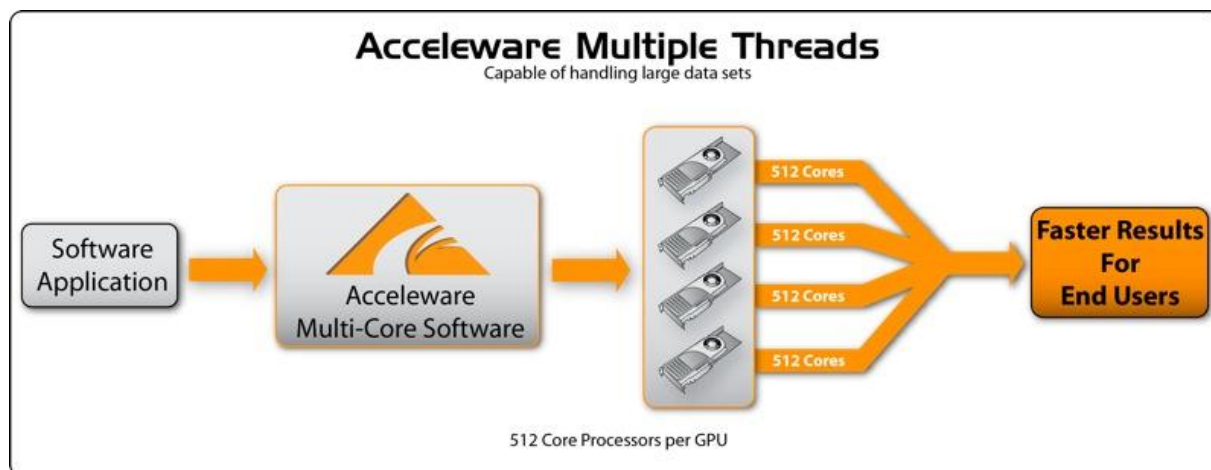 Acceleware Multiple Threads
Capable of handling large data sets
Software
Application
Acceleware
Multi-Core Software
512 Cores
512 Cores
512 Cores
512 Cores
Faster Results
For
End Users
512 Core Processors per GPU